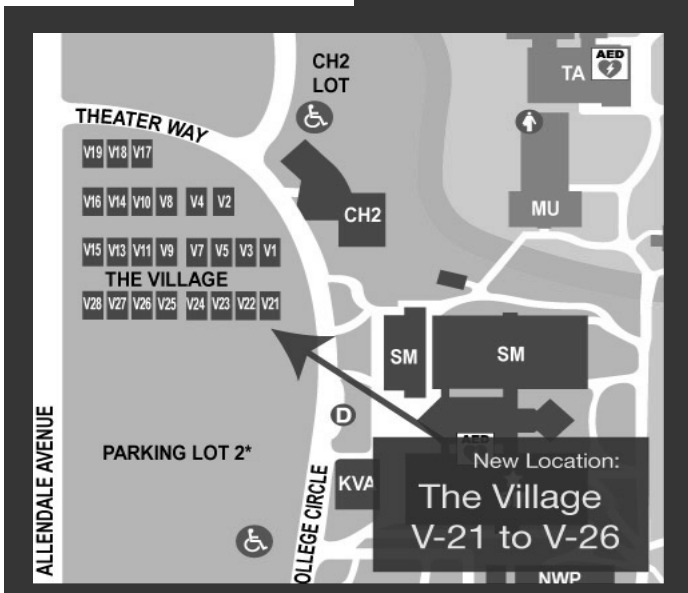 CH2
LOT
AED
TA
THEATER WAY
V19 V18 V17
V16 V14 V10 V8 V4 V2
MU
CH2
V15 V13 V11 V9 V7 V5 V3 V1
THE VILLAGE
V28 V27 V26 V25 V24 V23 V22 V21
SM
SM
D
ALLENDALE AVENUE
PARKING LOT 2*
AED
New Location:
KVA
The Village
V-21 to V-26
OLLEGE CIRCLE
NWP